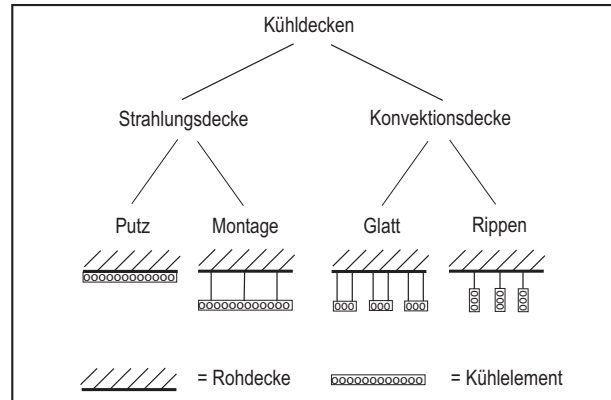 Kühldecken
Strahlungsdecke Konvektionsdecke
Putz Montage Glatt Rippen
= Rohdecke = Kühlelement